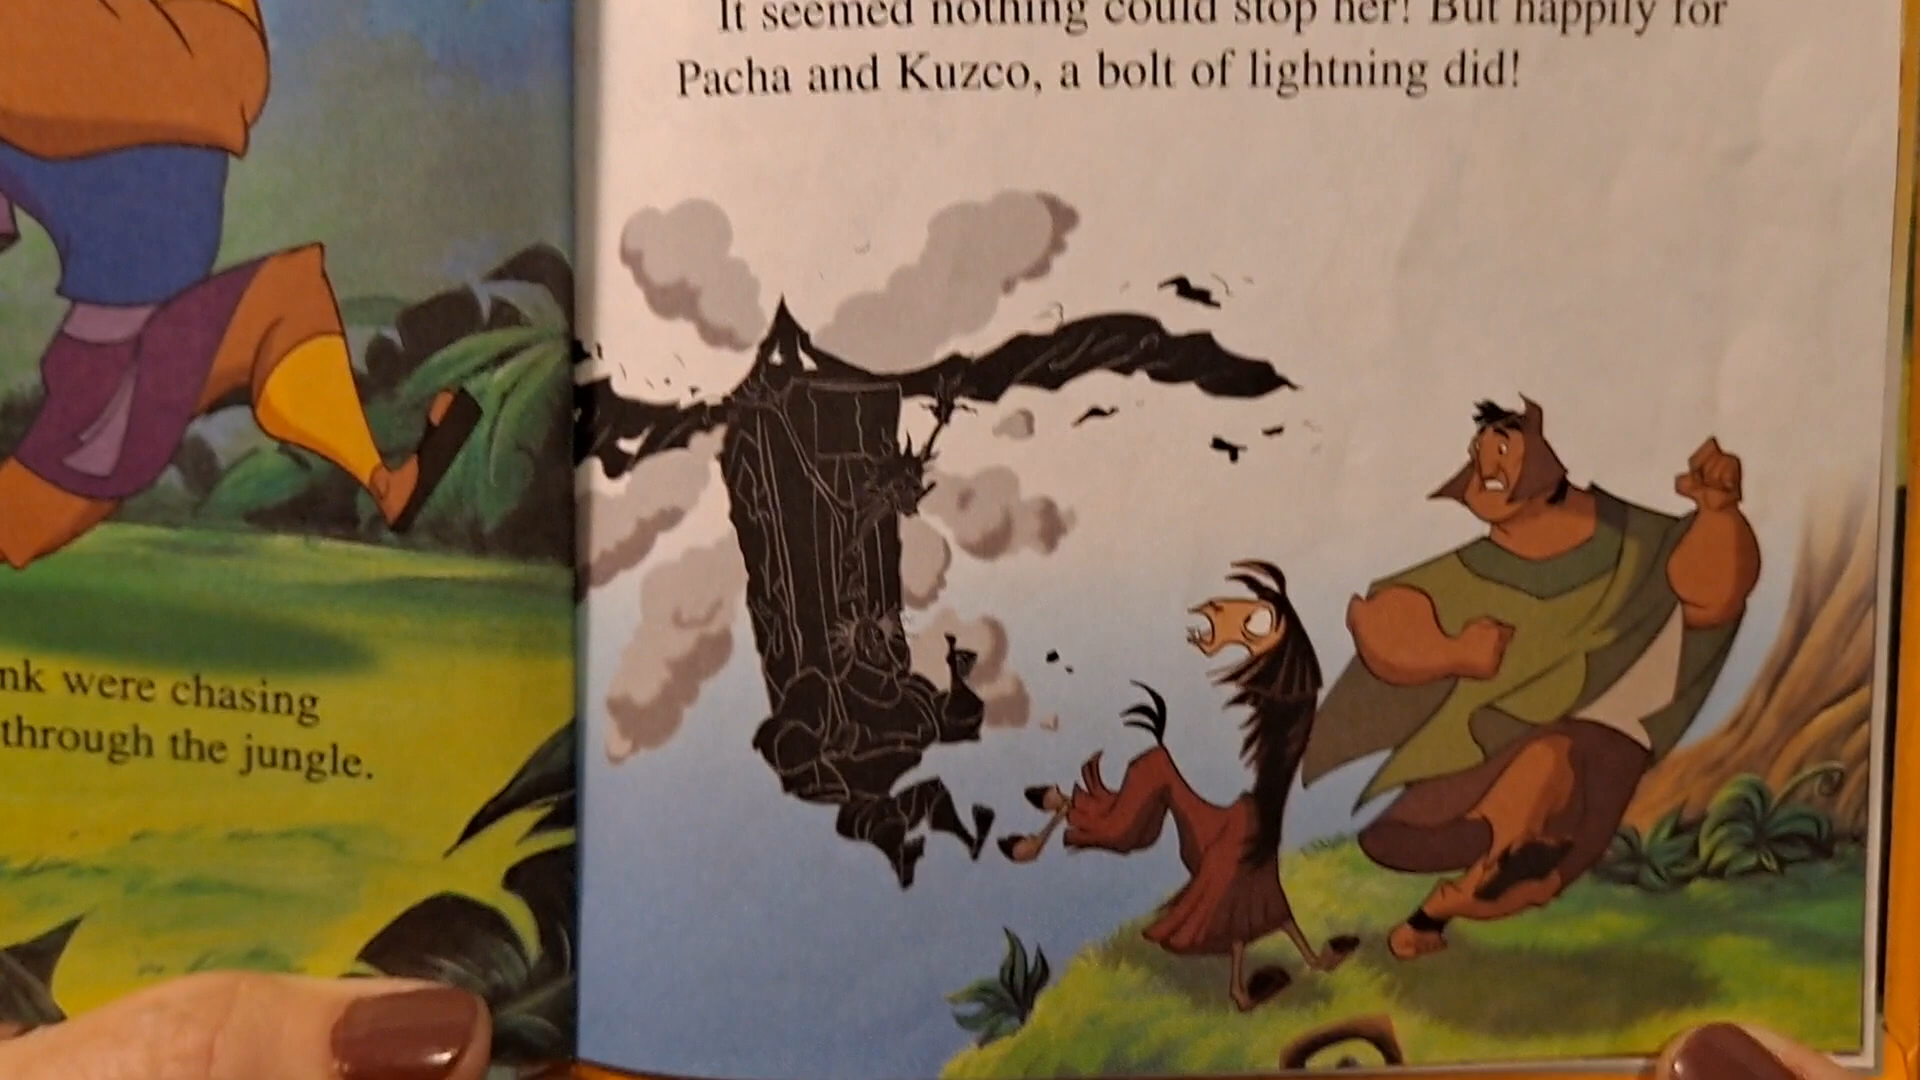 nk were chasing
through the jungle.
It seemed nothing could stop her! But happily for
Pacha and Kuzco, a bolt of lightning did!